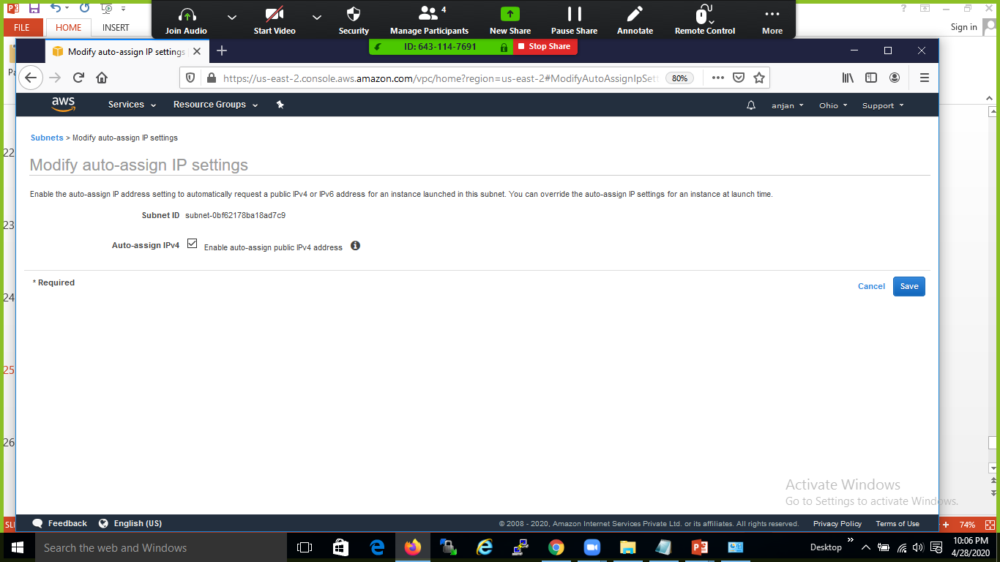 4
Join Audio
Start Video
Security
Manage Participants
New Share
Pause Share
Annotate
Remote Control
More
FILE
HOME
INSERT
Sign in
ID: 643-114-7691
Stop Share
Modify auto-assign IP settings
https://us-east-2.console.aws.amazon.com/vpc/home?region=us-east-2#ModifyAutoAssignIpSett
80%
aws
Services
Resource Groups
anjan
Ohio
Support
Subnets > Modify auto-assign IP settings
Modify auto-assign IP settings
Enable the auto-assign IP address setting to automatically request a public IPv4 or IPv6 address for an instance launched in this subnet. You can override the auto-assign IP settings for an instance at launch time.
Subnet ID subnet-0bf62178ba18ad7c9
Auto-assign IPv4 Enable auto-assign public IPv4 address
* Required
Cancel
Save
22
23
24
25
26
Activate Windows
Go to Settings to activate Windows.
SLI
Feedback
English (US)
© 2008 - 2020, Amazon Internet Services Private Ltd. or its affiliates. All rights reserved.
Privacy Policy
Terms of Use
74%
Search the web and Windows
Desktop
10:06 PM
4/28/2020